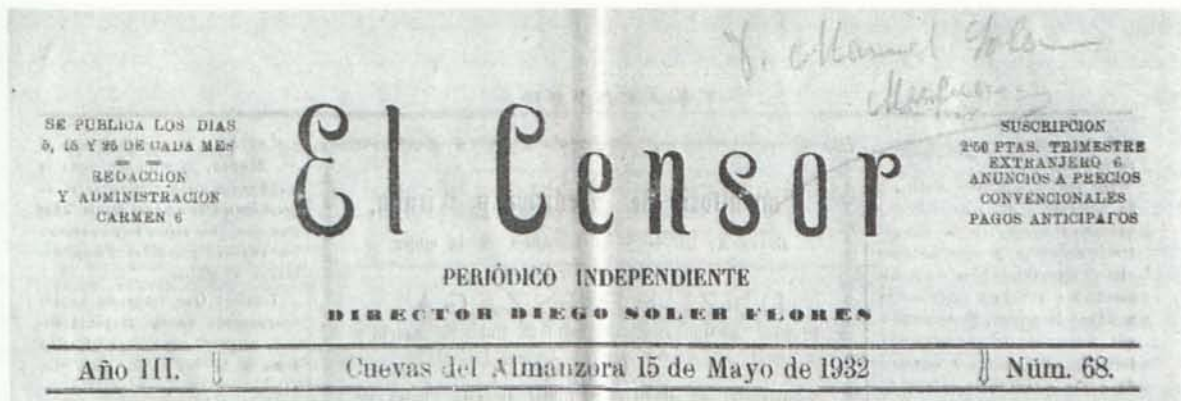 SE PUBLICA LOS DIAS
5, 15 Y 25 DE CADA MES
REDACCION
Y ADMINISTRACION
CARMEN 6
El Censor
SUSCRIPCION
2'50 PTAS. TRIMESTRE
EXTRANJERO 6
ANUNCIOS A PRECIOS
CONVENCIONALES
PAGOS ANTICIPADOS
PERIÓDICO INDEPENDIENTE
DIRECTOR DIEGO SOLER FLORES
Año III. Cuevas del Almanzora 15 de Mayo de 1932 Núm. 68.